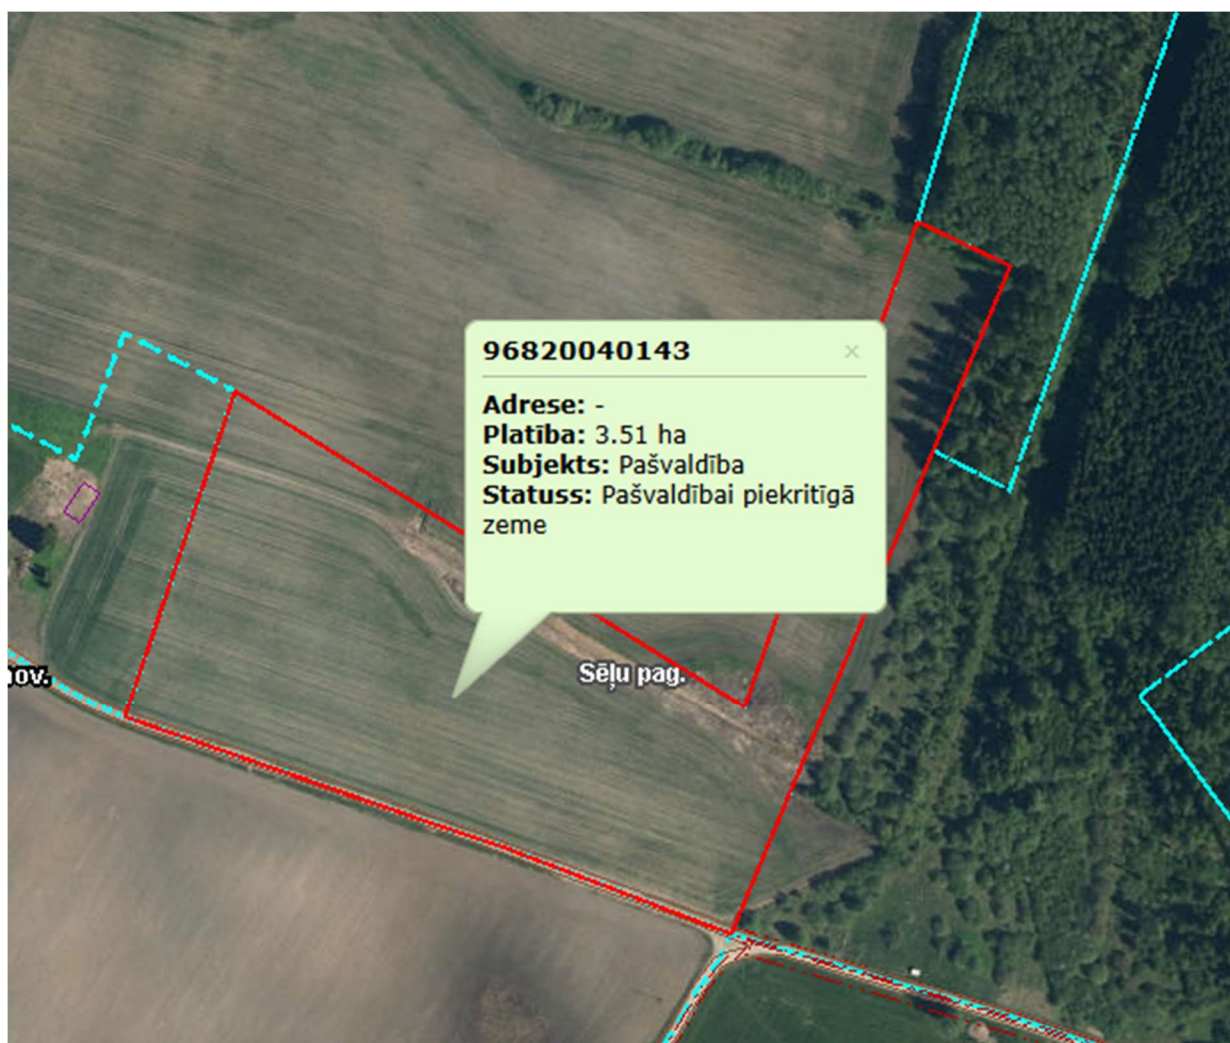 96820040143 ×
Adrese: -
Platība: 3.51 ha
Subjekts: Pašvaldība
Statuss: Pašvaldībai piekritīgā
zeme
Sēļu pag.
nov.